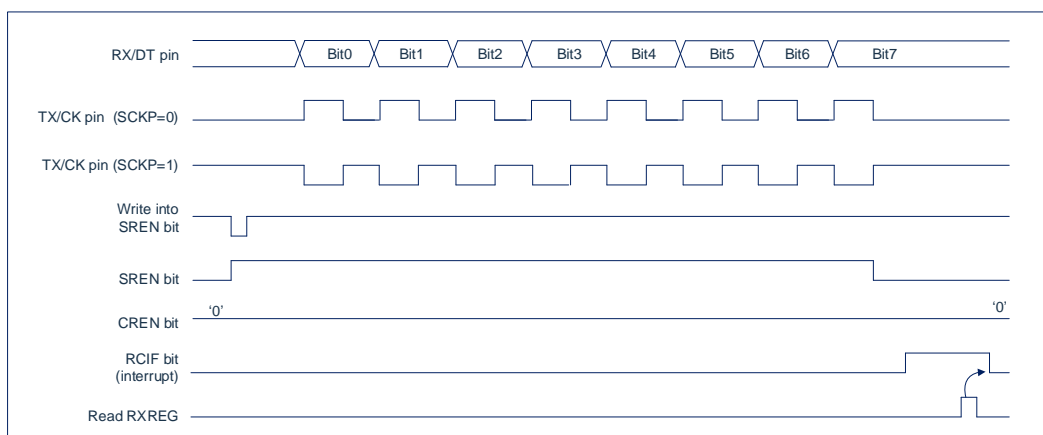 RX/DT pin Bit0 Bit1 Bit2 Bit3 Bit4 Bit5 Bit6 Bit7
TX/CK pin (SCKP=0)
TX/CK pin (SCKP=1)
Write into
SREN bit
SREN bit
‘0’ ‘0’
CREN bit
RCIF bit
(interrupt)
Read RXREG